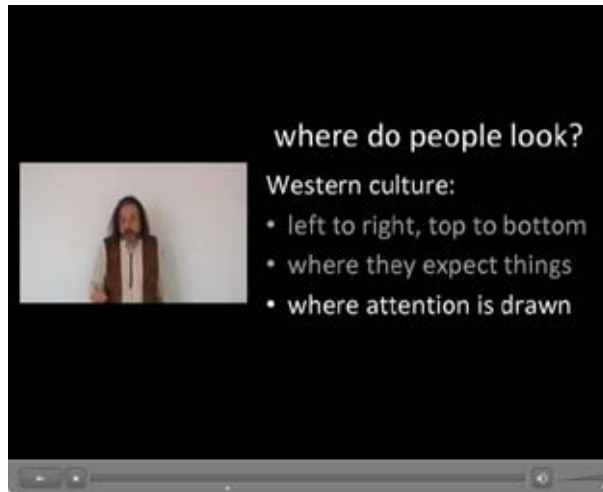 where do people look?
Western culture:
• left to right, top to bottom
• where they expect things
• where attention is drawn